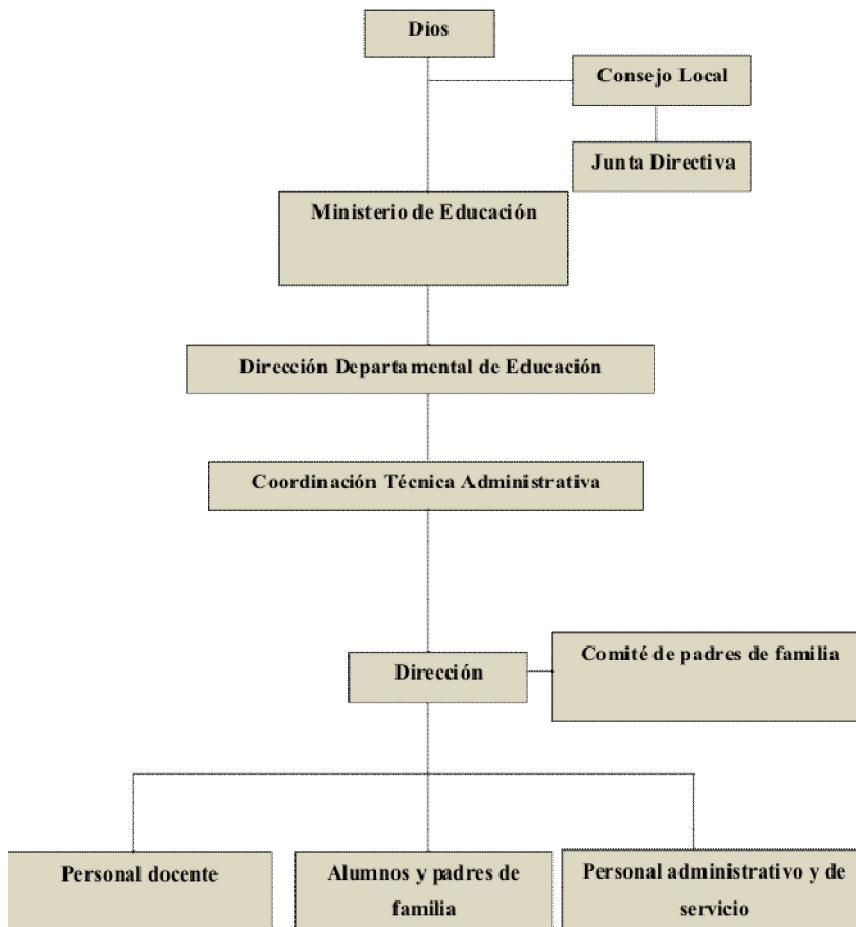 Dios
Consejo Local
Junta Directiva
Ministerio de Educación
Dirección Departamental de Educación
Coordinación Técnica Administrativa
Dirección
Comité de padres de familia
Personal docente
Alumnos y padres de
familia
Personal administrativo y de
servicio